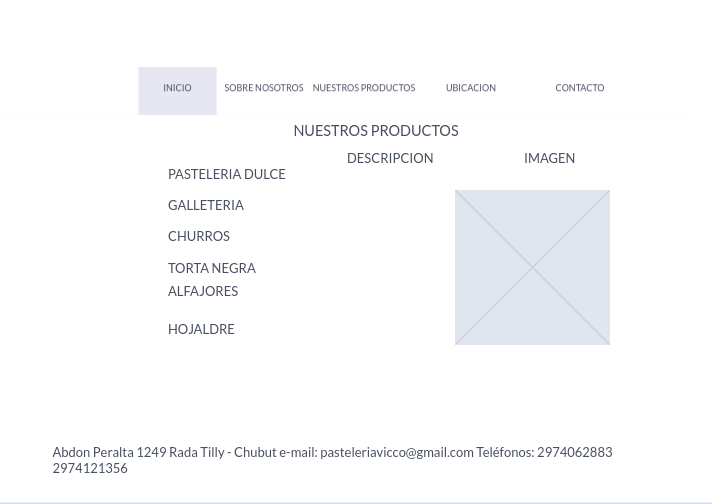 INICIO SOBRE NOSOTROS NUESTROS PRODUCTOS UBICACION CONTACTO
NUESTROS PRODUCTOS
DESCRIPCION IMAGEN
PASTELERIA DULCE
GALLETERIA
CHURROS
TORTA NEGRA
ALFAJORES
HOJALDRE
Abdon Peralta 1249 Rada Tilly - Chubut e-mail: pasteleriavicco@gmail.com Teléfonos: 2974062883
2974121356